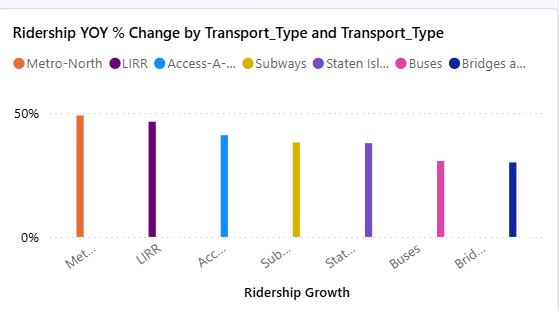 Ridership YOY % Change by Transport_Type and Transport_Type
Metro-North LIRR Access-A-... Subways Staten Isl... Buses Bridges a...
50%
0%
Met... LIRR Acc... Sub... Stat... Buses Brid...
Ridership Growth